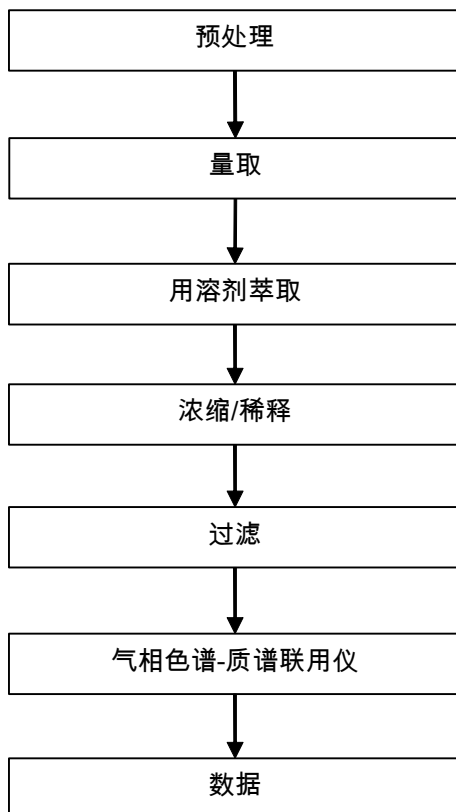 预处理
量取
用溶剂萃取
浓缩/稀释
过滤
气相色谱-质谱联用仪
数据